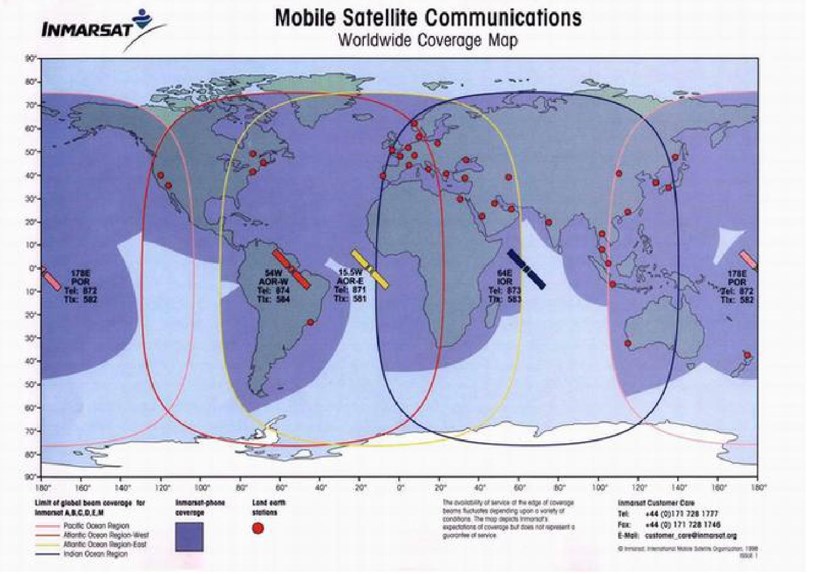 INMARSAT
Mobile Satellite Communications
Worldwide Coverage Map
90°
80°
70°
60°
50°
40°
30°
20°
10°
0°
10°
20°
30°
40°
50°
60°
70°
80°
90°
178E
POR
Tel: 872
Tlx: 582
54W
AOR-W
Tel: 874
Tlx: 584
15.5W
AOR-E
Tel: 871
Tlx: 581
64E
IOR
Tel: 873
Tlx: 583
178E
POR
Tel: 872
Tlx: 582
180° 160° 140° 120° 100° 80° 60° 40° 20° 0° 20° 40° 60° 80° 100° 120° 140° 160° 180°
Limit of global beam coverage for
Inmarsat A,B,C,D,E,M
Pacific Ocean Region
Atlantic Ocean Region-West
Atlantic Ocean Region-East
Indian Ocean Region
Inmarsat-phone
coverage
Land earth
stations
The availability of service at the edge of coverage
beams fluctuates depending upon a variety of
conditions. The map depicts Inmarsat's
expectations of coverage but does not represent a
guarantee of service.
Inmarsat Customer Care
Tel: +44 (0)171 728 1777
Fax: +44 (0) 171 728 1746
E-Mail: customer_care@inmarsat.org
© Inmarsat, International Mobile Satellite Organization, 1998
ISSUE 1